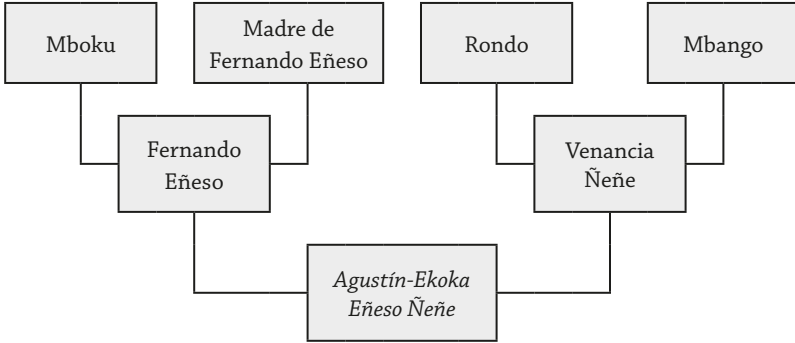 Mboku
Madre de
Fernando Eñeso
Rondo
Mbango
Fernando
Eñeso
Venancia
Ñeñe
Agustín-Ekoka
Eñeso Ñeñe